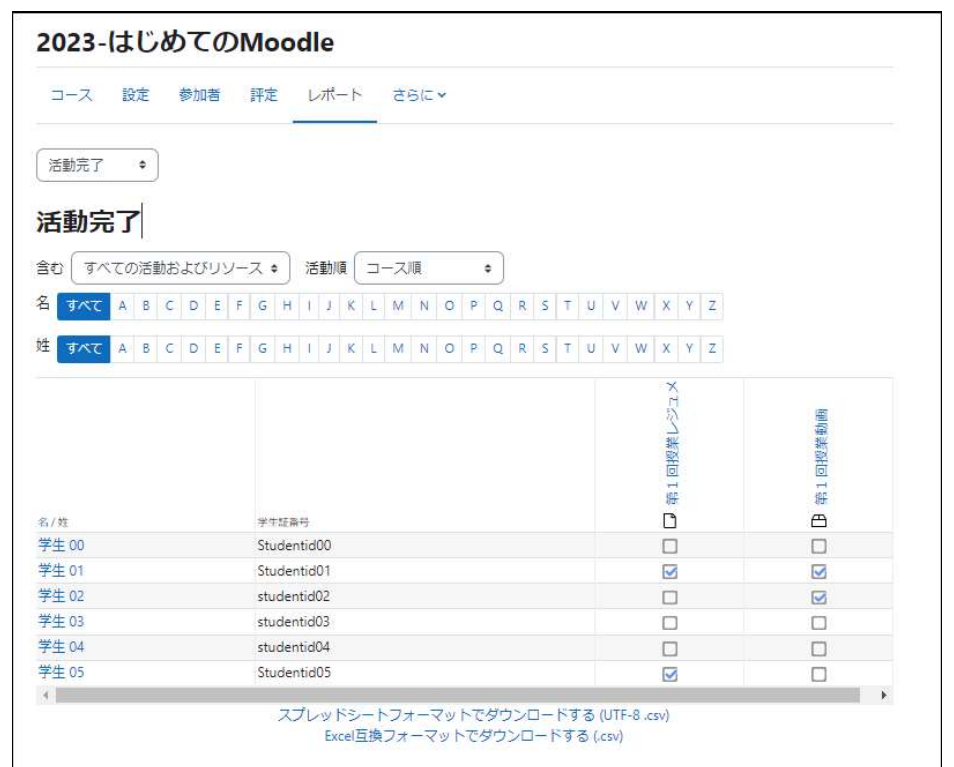 2023-はじめてのMoodle
コース 設定 参加者 評定 レポート さらに
活動完了
活動完了
含む すべての活動およびリソース 活動順 コース順
名 すべて A B C D E F G H I J K L M N O P Q R S T U V W X Y Z
姓 すべて A B C D E F G H I J K L M N O P Q R S T U V W X Y Z
第1回授業レジュメ
第1回授業動画
名 / 姓 学生証番号
学生 00 Studentid00
学生 01 Studentid01
学生 02 studentid02
学生 03 studentid03
学生 04 studentid04
学生 05 Studentid05
スプレッドシートフォーマットでダウンロードする (UTF-8 .csv)
Excel互換フォーマットでダウンロードする (.csv)